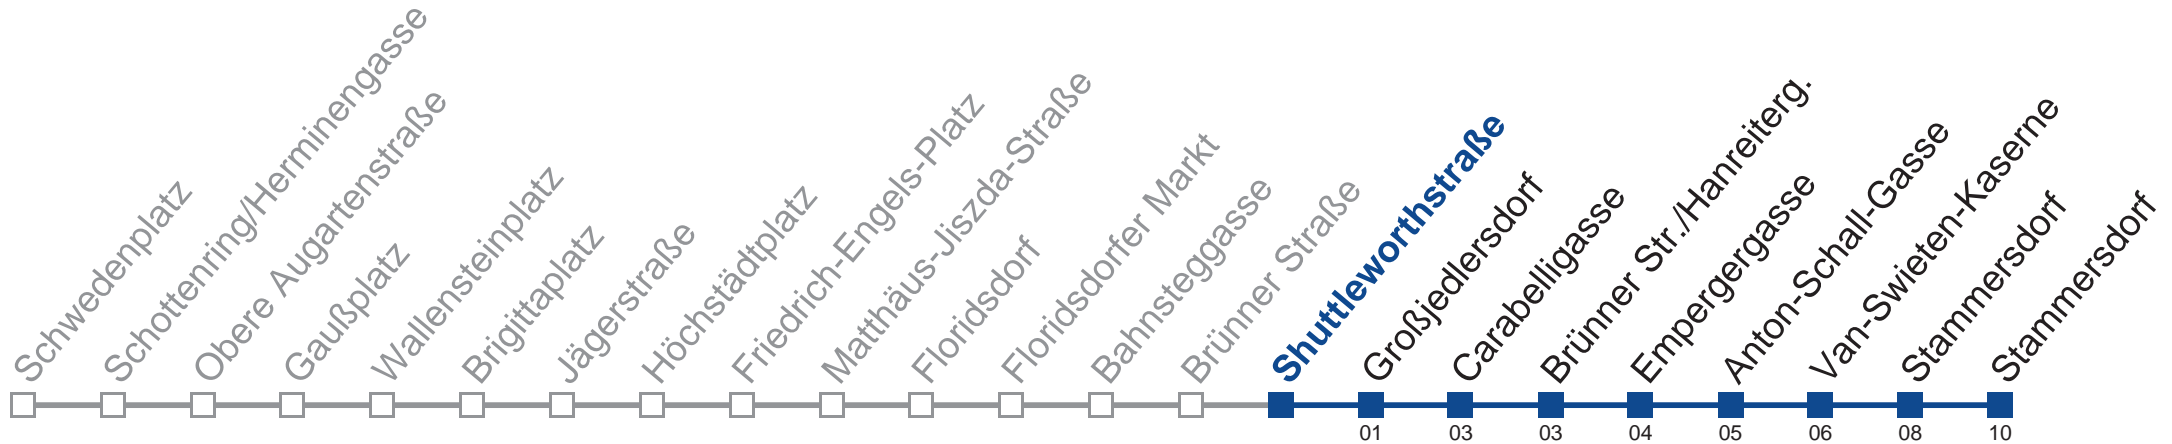 Schwedenplatz
Schottenring/Herminengasse
Obere Augartenstraße
Gaußplatz
Wallensteinplatz
Brigittaplatz
Jägerstraße
Höchstädtplatz
Friedrich-Engels-Platz
Matthäus-Jiszda-Straße
Floridsdorf
Floridsdorfer Markt
Bahnsteggasse
Brünner Straße
Shuttleworthstraße
Großjedlersdorf
Carabelligasse
Brünner Str./Hanreiterg.
Empergergasse
Anton-Schall-Gasse
Van-Swieten-Kaserne
Stammersdorf
Stammersdorf
01 03 03 04 05 06 08 10